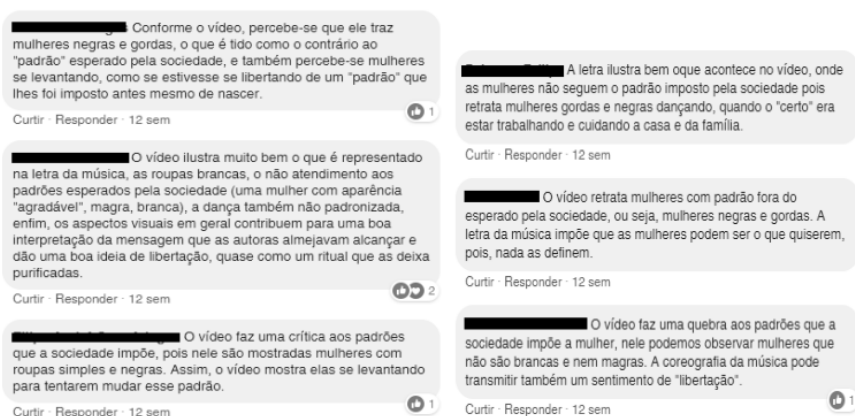 Conforme o vídeo, percebe-se que ele traz
mulheres negras e gordas, o que é tido como o contrário ao
"padrão" esperado pela sociedade, e também percebe-se mulheres
se levantando, como se estivesse se libertando de um "padrão" que
lhes foi imposto antes mesmo de nascer.
1
Curtir · Responder · 12 sem
O vídeo ilustra muito bem o que é representado
na letra da música, as roupas brancas, o não atendimento aos
padrões esperados pela sociedade (uma mulher com aparência
"agradável", magra, branca), a dança também não padronizada,
enfim, os aspectos visuais em geral contribuem para uma boa
interpretação da mensagem que as autoras almejavam alcançar e
dão uma boa ideia de libertação, quase como um ritual que as deixa
purificadas.
2
Curtir · Responder · 12 sem
O vídeo faz uma crítica aos padrões
que a sociedade impõe, pois nele são mostradas mulheres com
roupas simples e negras. Assim, o vídeo mostra elas se levantando
para tentarem mudar esse padrão.
1
Curtir · Responder · 12 sem
A letra ilustra bem oque acontece no vídeo, onde
as mulheres não seguem o padrão imposto pela sociedade pois
retrata mulheres gordas e negras dançando, quando o "certo" era
estar trabalhando e cuidando a casa e da família.
Curtir · Responder · 12 sem
O vídeo retrata mulheres com padrão fora do
esperado pela sociedade, ou seja, mulheres negras e gordas. A
letra da música impõe que as mulheres podem ser o que quiserem,
pois, nada as definem.
Curtir · Responder · 12 sem
O vídeo faz uma quebra aos padrões que a
sociedade impõe a mulher, nele podemos observar mulheres que
não são brancas e nem magras. A coreografia da música pode
transmitir também um sentimento de "libertação".
1
Curtir · Responder · 12 sem